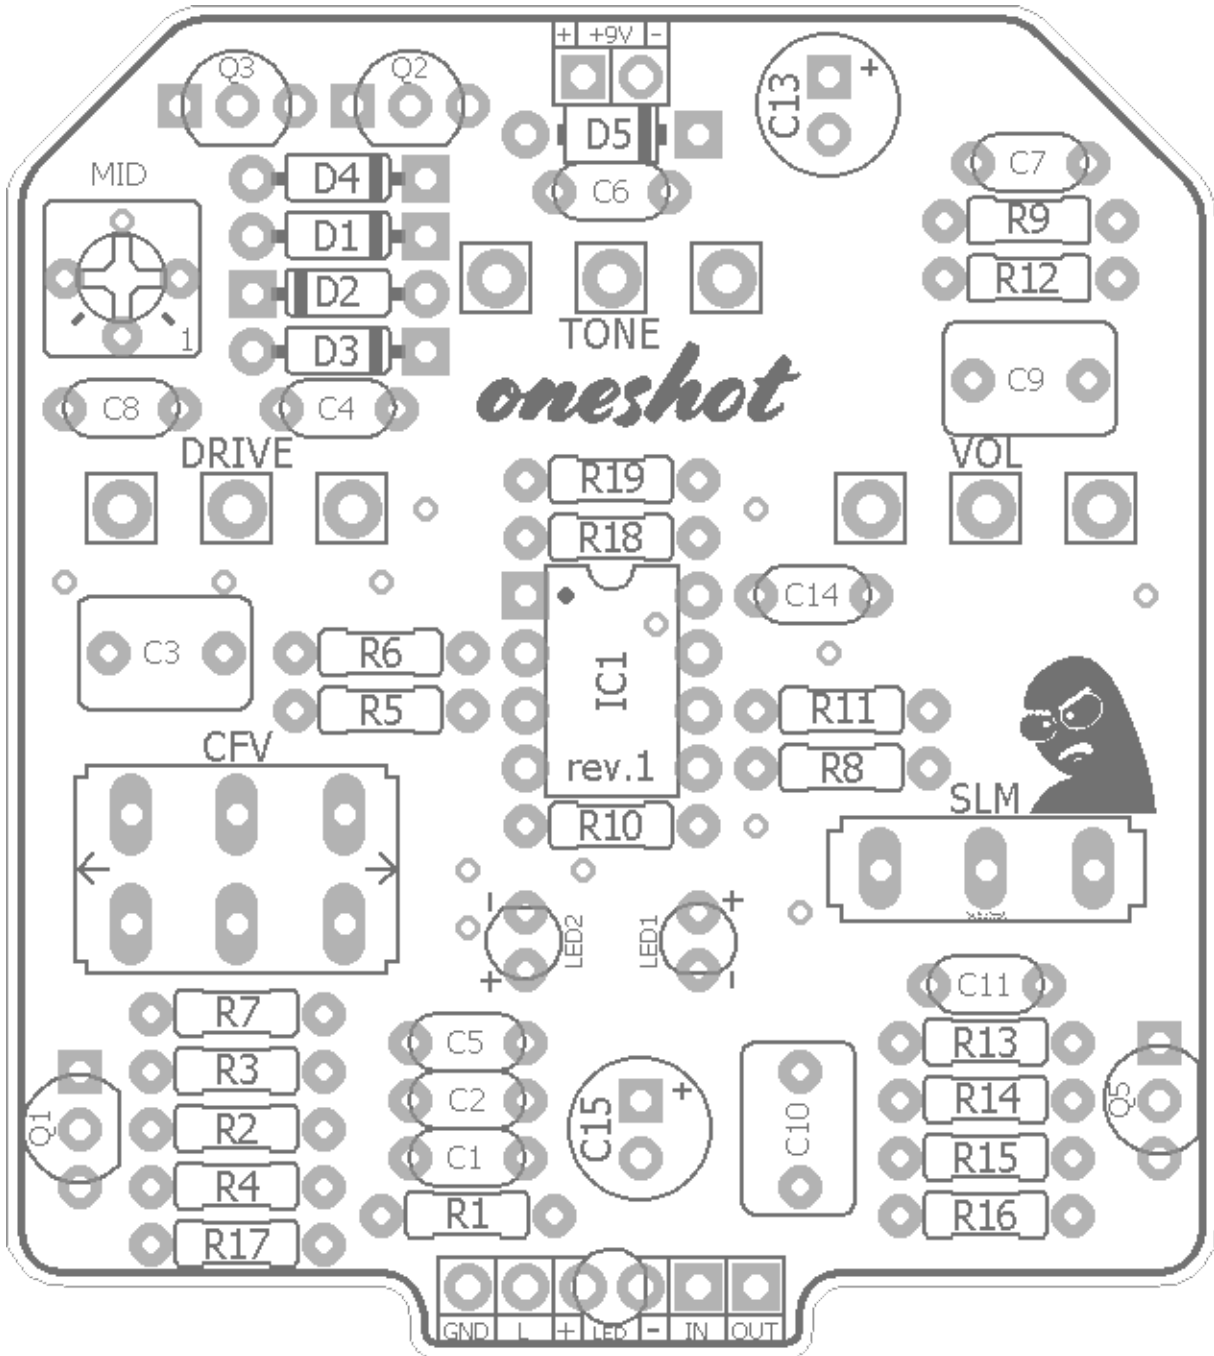 + +9V -
Q3 Q2
C13 +
D5
C7
MID D4 C6
R9
D1
R12
D2
1 TONE
D3
oneshot
C9
C8 C4
DRIVE VOL
R19
R18
C14
C3 R6
IC1
R5 R11
CFV
rev.1 R8
SLM
R10
- +
LED2 LED1
+ -
C11
R7
C5 R13
R3
+
C2 R14 Q5
Q1 R2 C15 C10
C1 R15
R4
R1 R16
R17
GND L + LED - IN OUT